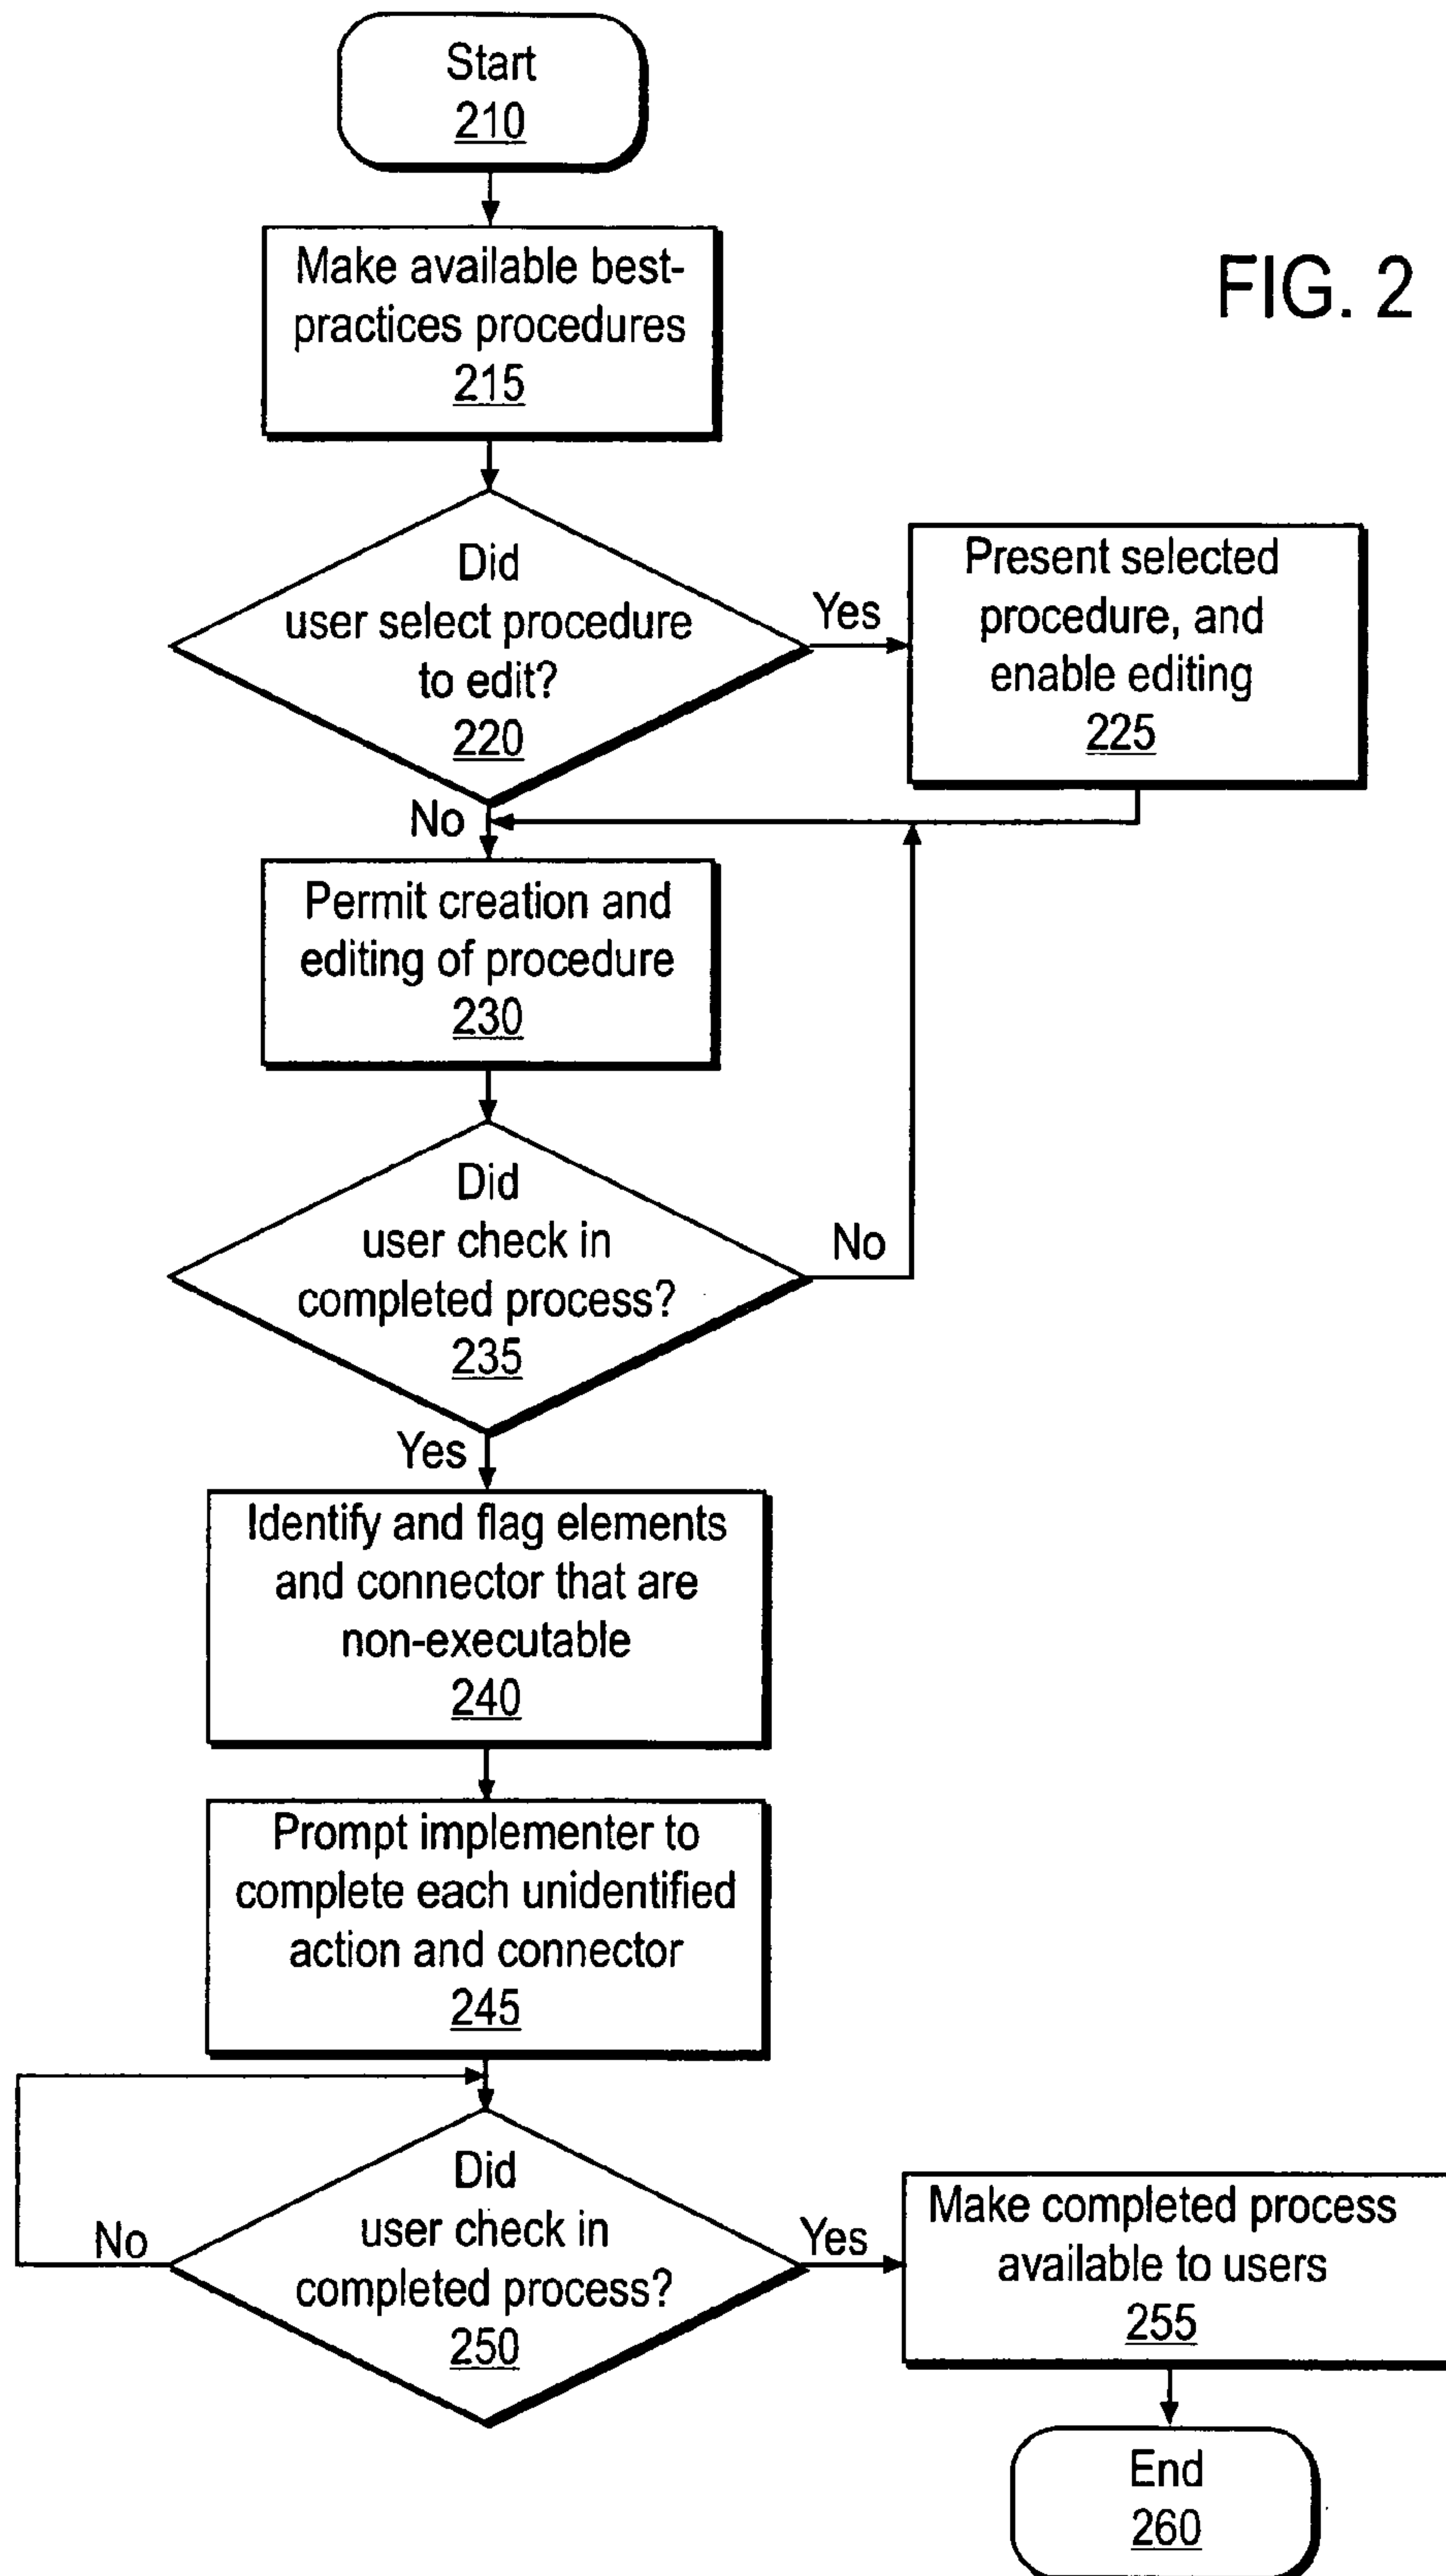 Start
210
FIG. 2
Make available best-
practices procedures
215
Did
user select procedure
to edit?
220
Yes
Present selected
procedure, and
enable editing
225
No
Permit creation and
editing of procedure
230
Did
user check in
completed process?
235
No
Yes
Identify and flag elements
and connector that are
non-executable
240
Prompt implementer to
complete each unidentified
action and connector
245
Did
user check in
completed process?
250
No
Yes
Make completed process
available to users
255
End
260